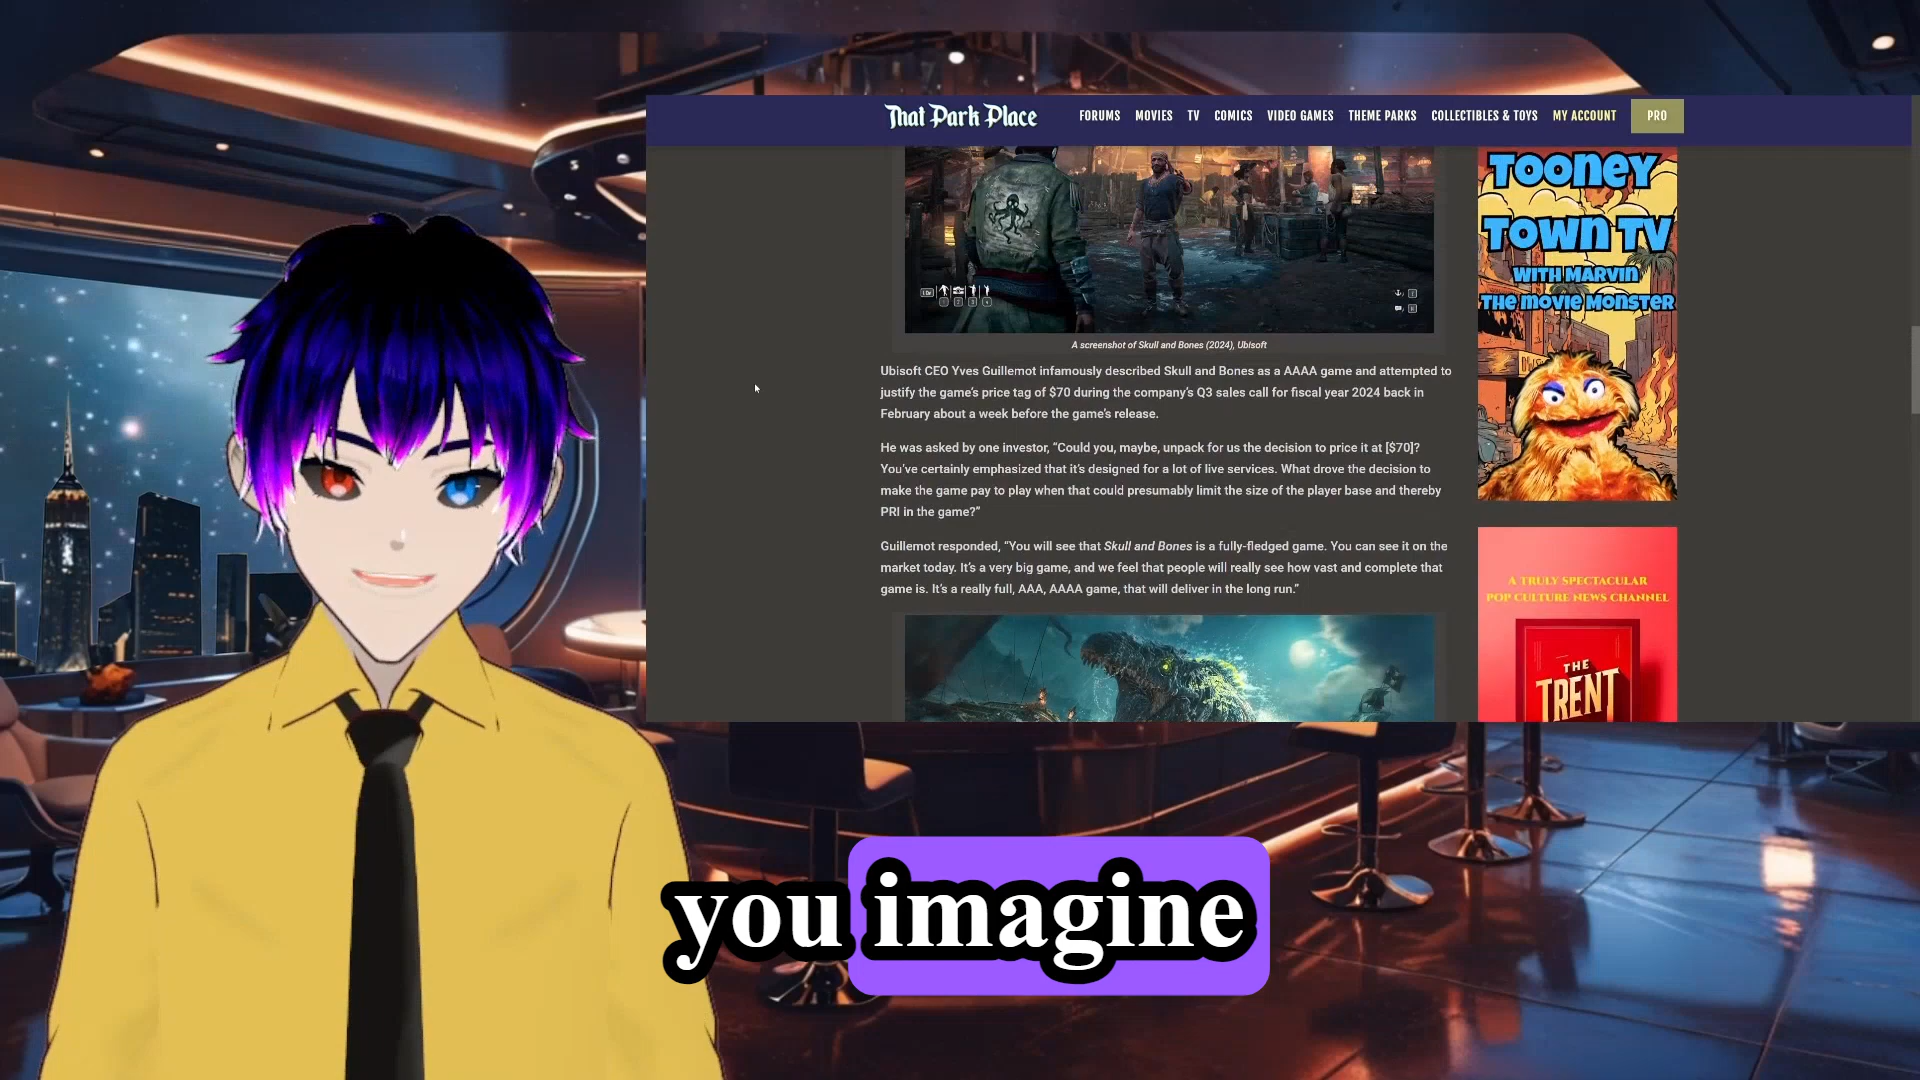 That Park Place
FORUMS MOVIES TV COMICS VIDEO GAMES THEME PARKS COLLECTIBLES & TOYS MY ACCOUNT PRO
A screenshot of Skull and Bones (2024), Ubisoft
Ubisoft CEO Yves Guillemot infamously described Skull and Bones as a AAAA game and attempted to
justify the game's price tag of $70 during the company's Q3 sales call for fiscal year 2024 back in
February about a week before the game's release.
He was asked by one investor, "Could you, maybe, unpack for us the decision to price it at [$70]?
You've certainly emphasized that it's designed for a lot of live services. What drove the decision to
make the game pay to play when that could presumably limit the size of the player base and thereby
PRI in the game?"
Guillemot responded, "You will see that Skull and Bones is a fully-fledged game. You can see it on the
market today. It's a very big game, and we feel that people will really see how vast and complete that
game is. It's a really full, AAA, AAAA game, that will deliver in the long run."
TOONEY
TOWN TV
WITH MARVIN
THE MOVIE MONSTER
A TRULY SPECTACULAR
POP CULTURE NEWS CHANNEL
THE
TRENT
you imagine